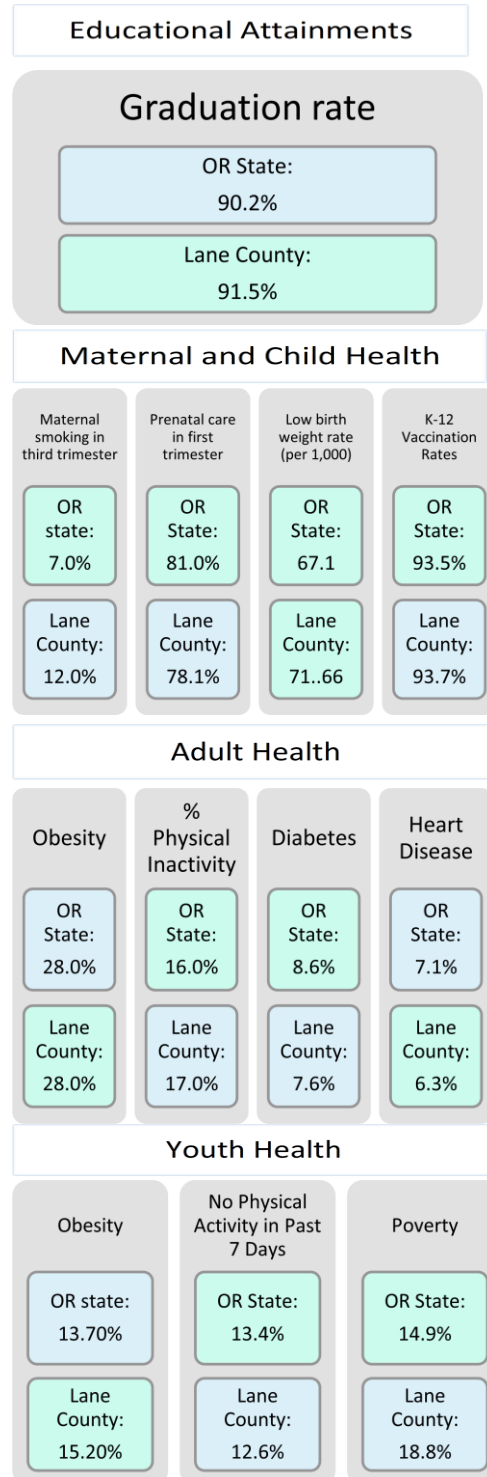 Educational Attainments
Graduation rate
OR State:
90.2%
Lane County:
91.5%
Maternal and Child Health
Maternal
smoking in
third trimester
OR
state:
7.0%
Lane
County:
12.0%
Prenatal care
in first
trimester
OR
State:
81.0%
Lane
County:
78.1%
Low birth
weight rate
(per 1,000)
OR
State:
67.1
Lane
County:
71..66
K-12
Vaccination
Rates
OR
State:
93.5%
Lane
County:
93.7%
Adult Health
Obesity
OR
State:
28.0%
Lane
County:
28.0%
%
Physical
Inactivity
OR
State:
16.0%
Lane
County:
17.0%
Diabetes
OR
State:
8.6%
Lane
County:
7.6%
Heart
Disease
OR
State:
7.1%
Lane
County:
6.3%
Youth Health
Obesity
OR state:
13.70%
Lane
County:
15.20%
No Physical
Activity in Past
7 Days
OR State:
13.4%
Lane
County:
12.6%
Poverty
OR State:
14.9%
Lane
County:
18.8%